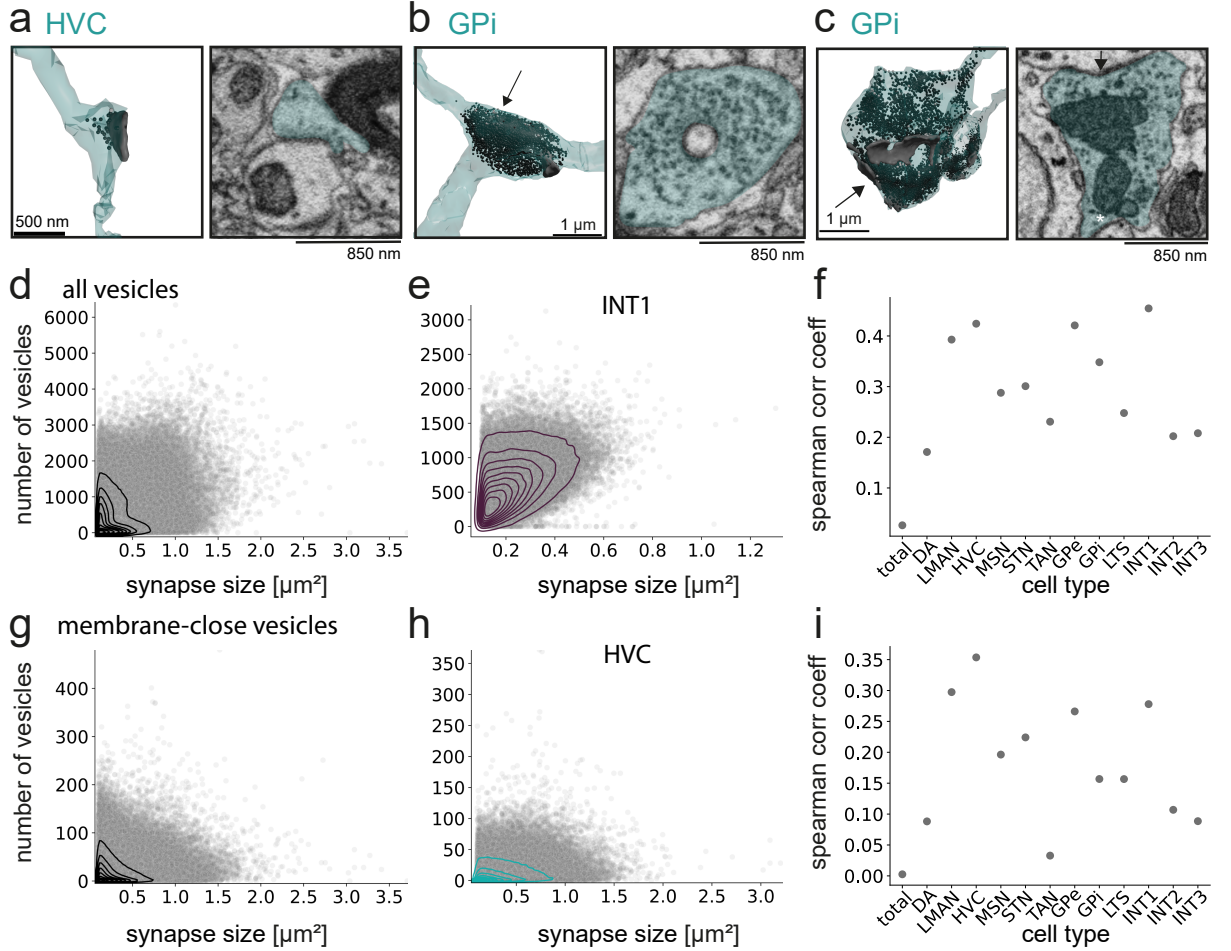 a HVC
b GPi
c GPi
500 nm
850 nm
1 µm
850 nm
1 µm
*
850 nm
d all vesicles
number of vesicles
6000
5000
4000
3000
2000
1000
0
0.5 1.0 1.5 2.0 2.5 3.0 3.5
synapse size [µm²]
e INT1
3000
2500
2000
1500
1000
500
0
0.2 0.4 0.6 0.8 1.0 1.2
synapse size [µm²]
f
spearman corr coeff
0.4
0.3
0.2
0.1
total DA LMAN HVC MSN STN TAN GPe GPi LTS INT1 INT2 INT3
cell type
g membrane-close vesicles
number of vesicles
400
300
200
100
0
0.5 1.0 1.5 2.0 2.5 3.0 3.5
synapse size [µm²]
h HVC
350
300
250
200
150
100
50
0
0.5 1.0 1.5 2.0 2.5 3.0
synapse size [µm²]
i
spearman corr coeff
0.35
0.30
0.25
0.20
0.15
0.10
0.05
0.00
total DA LMAN HVC MSN STN TAN GPe GPi LTS INT1 INT2 INT3
cell type